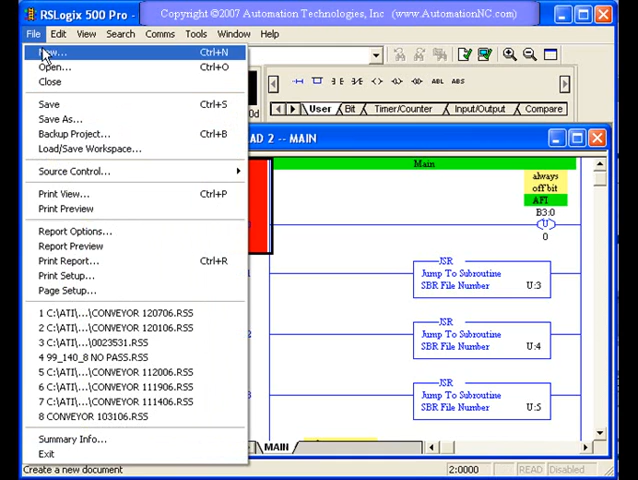 RSLogix 500 Pro -
Copyright ©2007 Automation Technologies, Inc (www.AutomationNC.com)
File Edit View Search Comms Tools Window Help
New... Ctrl+N
Open... Ctrl+O
Close
Save Ctrl+S
Save As...
Backup Project... Ctrl+B
Load/Save Workspace...
Source Control...
Print View... Ctrl+P
Print Preview
Report Options...
Report Preview
Print Report... Ctrl+R
Print Setup...
Page Setup...
1 C:\ATI\...\CONVEYOR 120706.RSS
2 C:\ATI\...\CONVEYOR 120106.RSS
3 C:\ATI\...\0023531.RSS
4 99_140_8 NO PASS.RSS
5 C:\ATI\...\CONVEYOR 112006.RSS
6 C:\ATI\...\CONVEYOR 111906.RSS
7 C:\ATI\...\CONVEYOR 111406.RSS
8 CONVEYOR 103106.RSS
Summary Info...
Exit
ABL ABS
User Bit Timer/Counter Input/Output Compare
AD 2 -- MAIN
Main
always
off bit
AFI
B3:0
U
0
JSR
Jump To Subroutine
SBR File Number U:3
2
JSR
Jump To Subroutine
SBR File Number U:4
3
JSR
Jump To Subroutine
SBR File Number U:5
MAIN
Create a new document
2:0000 READ Disabled